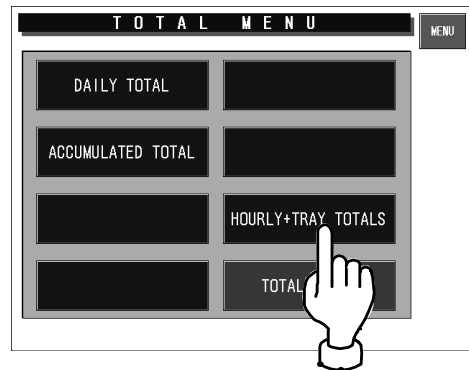 TOTAL MENU
MENU
DAILY TOTAL
ACCUMULATED TOTAL
HOURLY+TRAY TOTALS
TOTAL